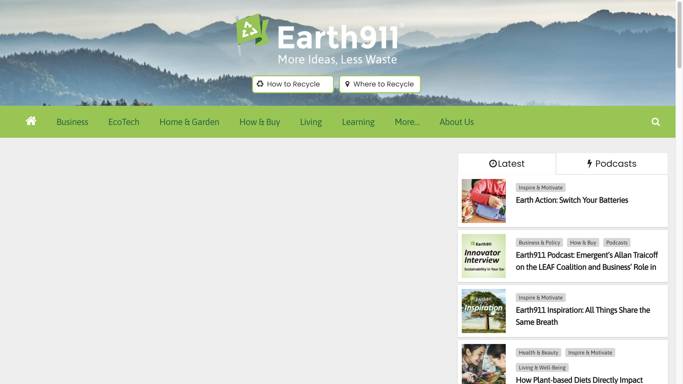 Earth911
More Ideas, Less Waste
How to Recycle
Where to Recycle
Business
EcoTech
Home & Garden
How & Buy
Living
Learning
More...
About Us
Latest
Podcasts
Inspire & Motivate
Earth Action: Switch Your Batteries
Earth911
Innovator
Interview
Sustainability in Your Ear
Business & Policy
How & Buy
Podcasts
Earth911 Podcast: Emergent's Allan Traicoff
on the LEAF Coalition and Business' Role in
Inspiration
Inspire & Motivate
Earth911 Inspiration: All Things Share the
Same Breath
Health & Beauty
Inspire & Motivate
Living & Well-Being
How Plant-based Diets Directly Impact